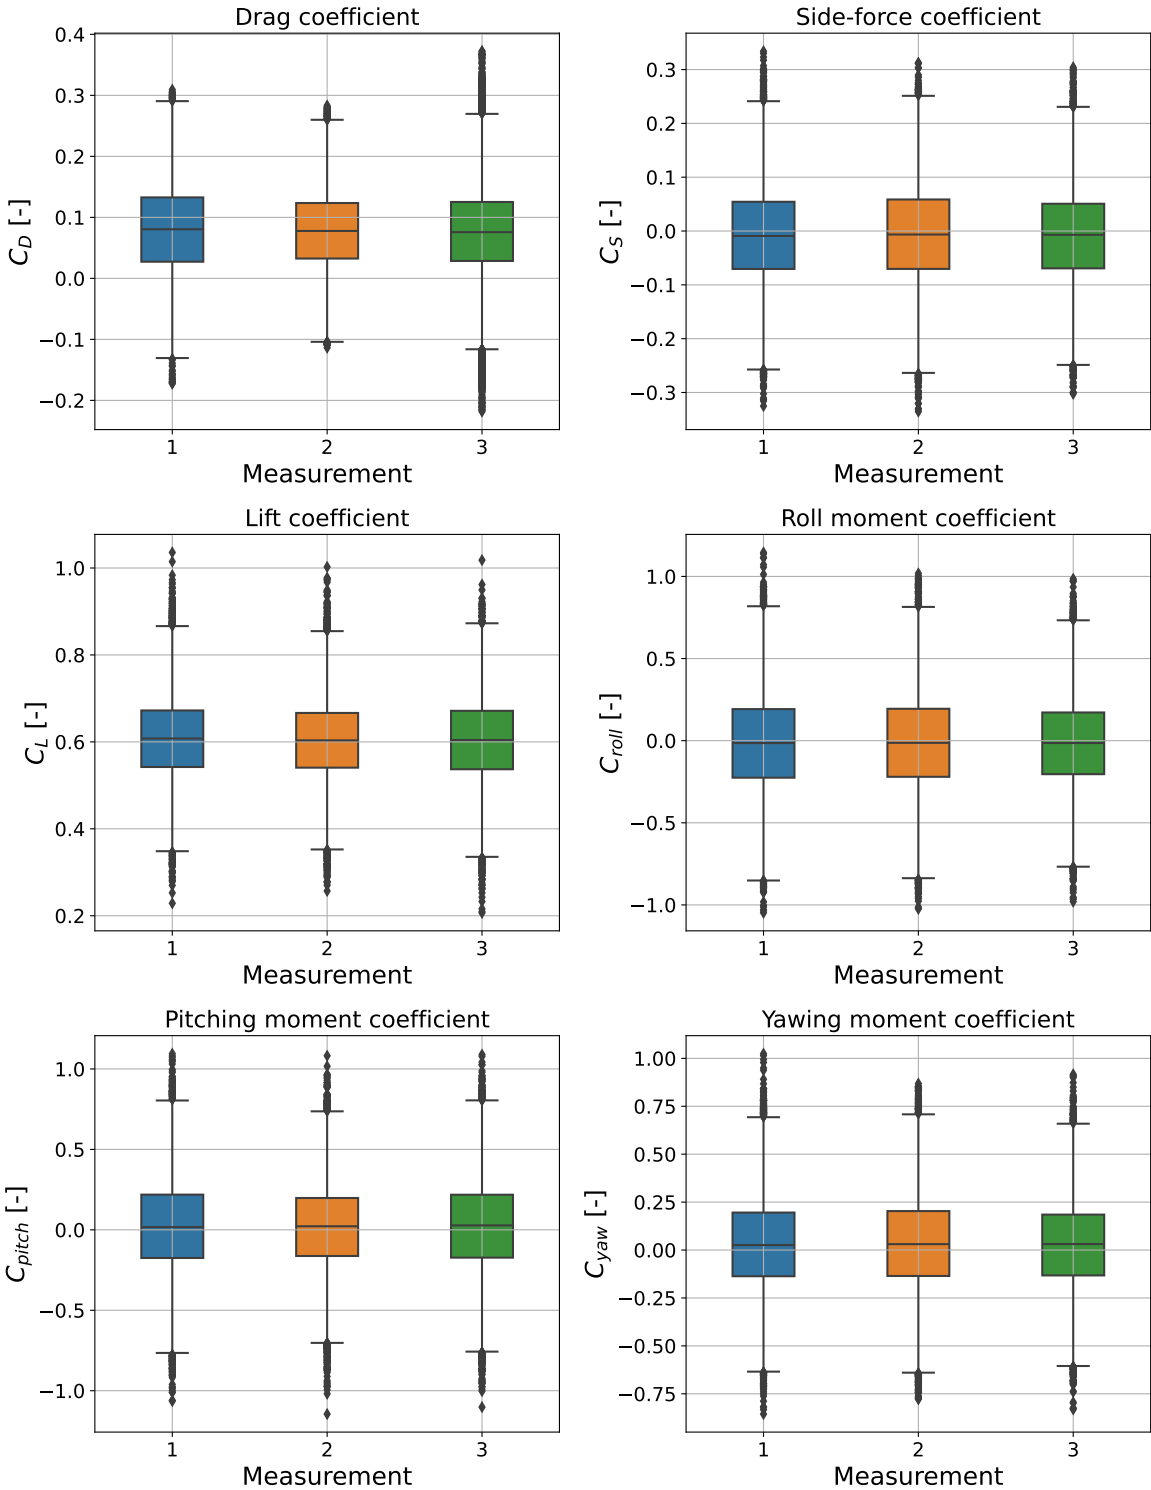 Drag coefficient
C_D [-]
0.4
0.3
0.2
0.1
0.0
−0.1
−0.2
1 2 3
Measurement
Side-force coefficient
C_S [-]
0.3
0.2
0.1
0.0
−0.1
−0.2
−0.3
1 2 3
Measurement
Lift coefficient
C_L [-]
1.0
0.8
0.6
0.4
0.2
1 2 3
Measurement
Roll moment coefficient
C_roll [-]
1.0
0.5
0.0
−0.5
−1.0
1 2 3
Measurement
Pitching moment coefficient
C_pitch [-]
1.0
0.5
0.0
−0.5
−1.0
1 2 3
Measurement
Yawing moment coefficient
C_yaw [-]
1.00
0.75
0.50
0.25
0.00
−0.25
−0.50
−0.75
1 2 3
Measurement